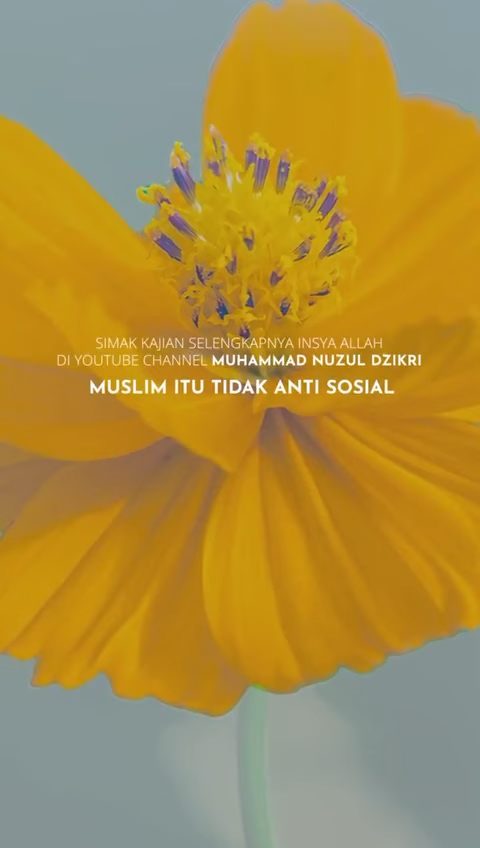 SIMAK KAJIAN SELENGKAPNYA INSYA ALLAH
DI YOUTUBE CHANNEL MUHAMMAD NUZUL DZIKRI
MUSLIM ITU TIDAK ANTI SOSIAL